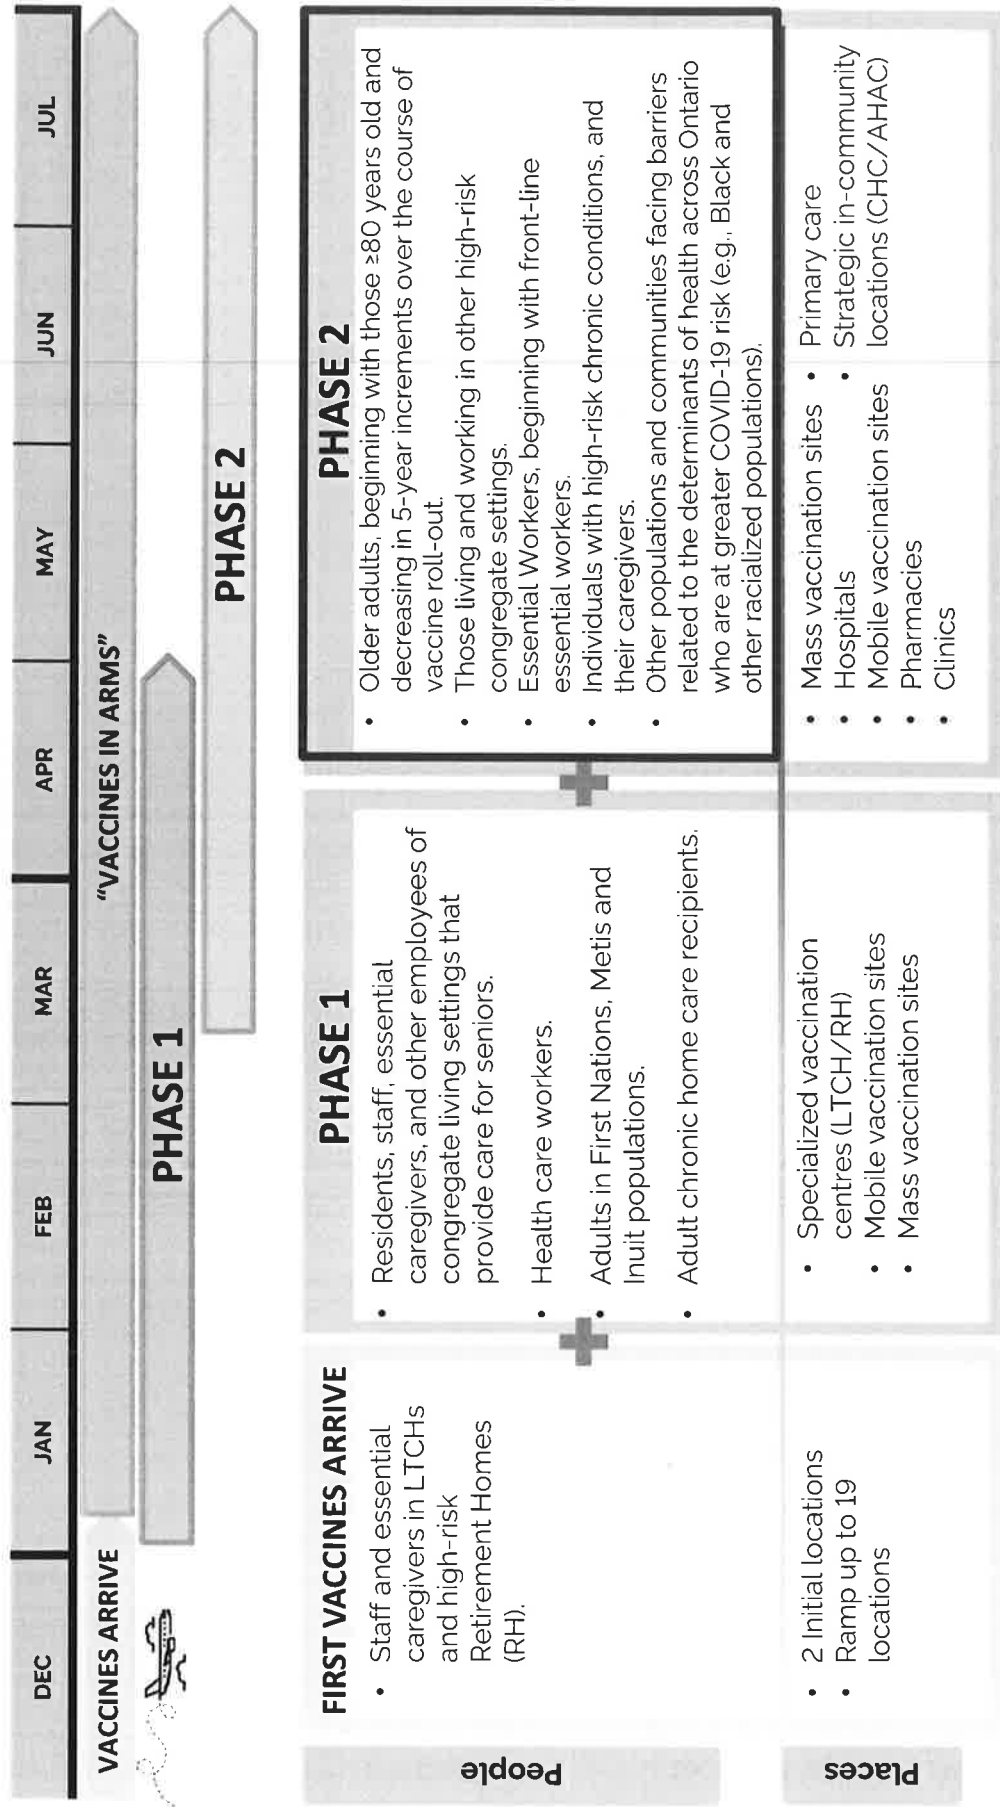 DEC
JAN
FEB
MAR
APR
MAY
JUN
JUL
VACCINES ARRIVE
"VACCINES IN ARMS"
PHASE 1
PHASE 2
People
FIRST VACCINES ARRIVE
• Staff and essential
caregivers in LTCHs
and high-risk
Retirement Homes
(RH).
PHASE 1
• Residents, staff, essential
caregivers, and other employees of
congregate living settings that
provide care for seniors.
• Health care workers.
• Adults in First Nations, Metis and
Inuit populations.
• Adult chronic home care recipients.
PHASE 2
• Older adults, beginning with those ≥80 years old and
decreasing in 5-year increments over the course of
vaccine roll-out.
• Those living and working in other high-risk
congregate settings.
• Essential Workers, beginning with front-line
essential workers.
• Individuals with high-risk chronic conditions, and
their caregivers.
• Other populations and communities facing barriers
related to the determinants of health across Ontario
who are at greater COVID-19 risk (e.g., Black and
other racialized populations).
Places
• 2 Initial locations
• Ramp up to 19
locations
• Specialized vaccination
centres (LTCH/RH)
• Mobile vaccination sites
• Mass vaccination sites
• Mass vaccination sites
• Hospitals
• Mobile vaccination sites
• Pharmacies
• Clinics
• Primary care
• Strategic in-community
locations (CHC/AHAC)